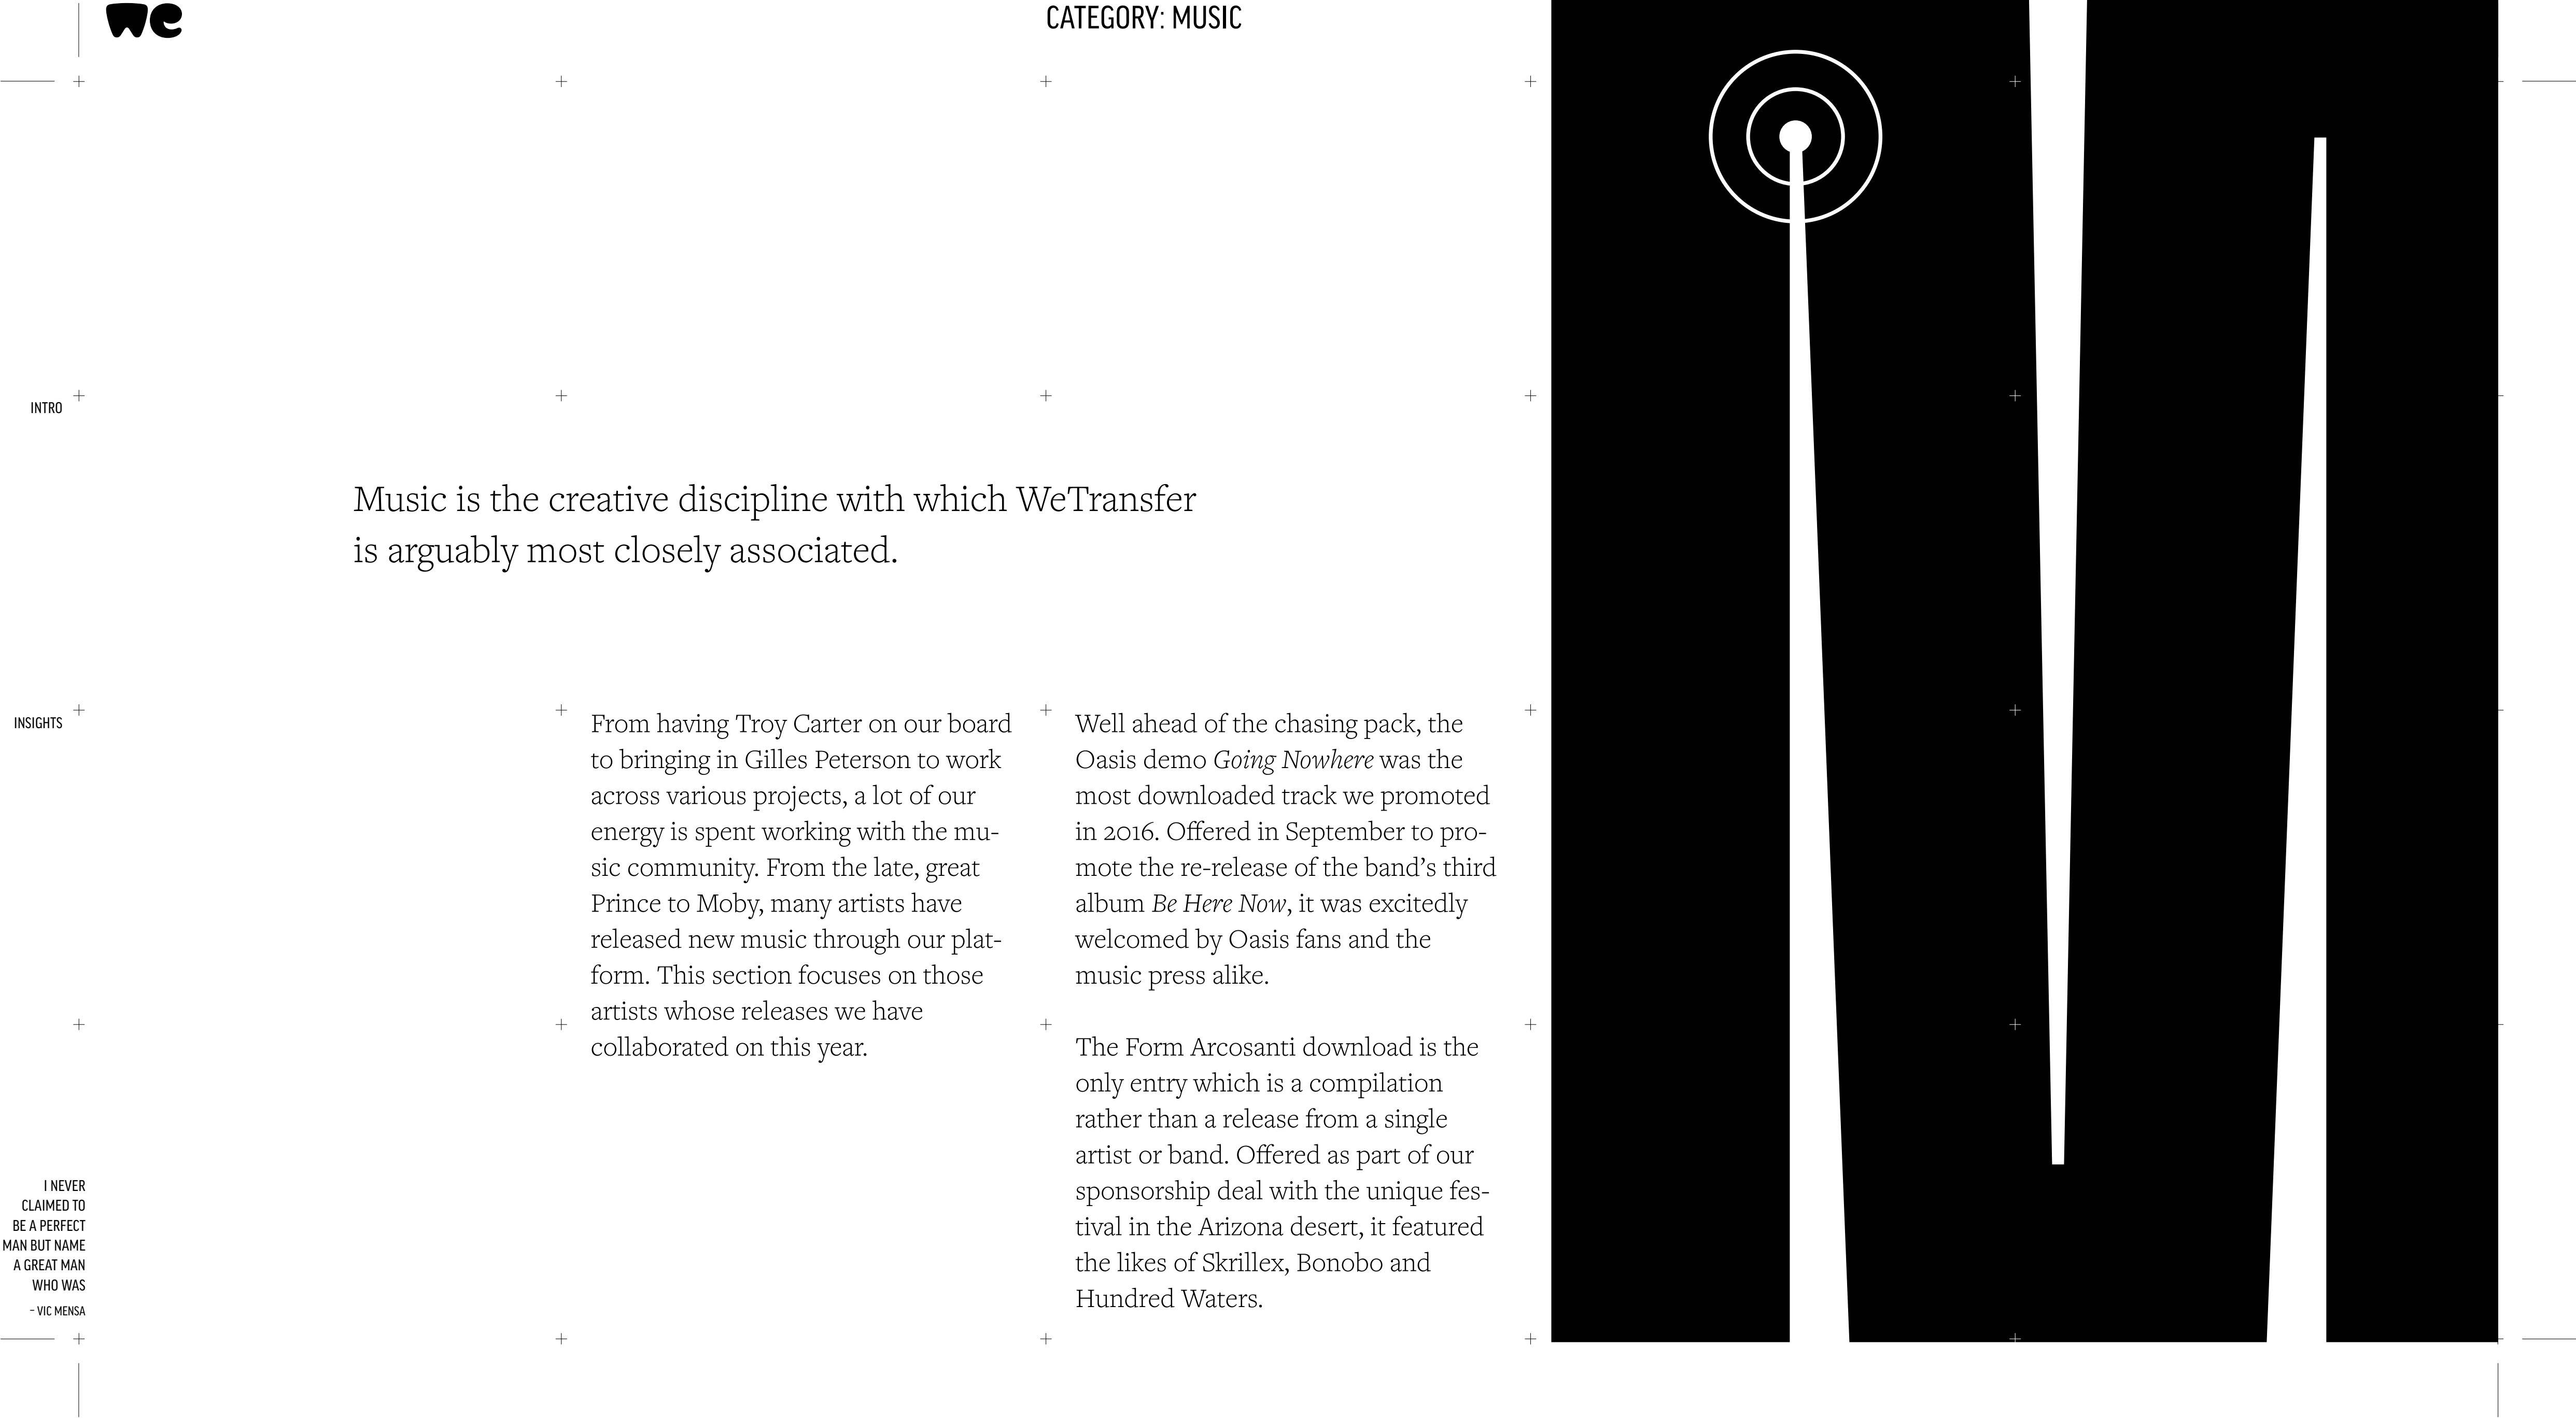 we
CATEGORY: MUSIC
INTRO
Music is the creative discipline with which WeTransfer
is arguably most closely associated.
INSIGHTS
From having Troy Carter on our board
to bringing in Gilles Peterson to work
across various projects, a lot of our
energy is spent working with the mu-
sic community. From the late, great
Prince to Moby, many artists have
released new music through our plat-
form. This section focuses on those
artists whose releases we have
collaborated on this year.
Well ahead of the chasing pack, the
Oasis demo Going Nowhere was the
most downloaded track we promoted
in 2016. Offered in September to pro-
mote the re-release of the band’s third
album Be Here Now, it was excitedly
welcomed by Oasis fans and the
music press alike.
The Form Arcosanti download is the
only entry which is a compilation
rather than a release from a single
artist or band. Offered as part of our
sponsorship deal with the unique fes-
tival in the Arizona desert, it featured
the likes of Skrillex, Bonobo and
Hundred Waters.
I NEVER
CLAIMED TO
BE A PERFECT
MAN BUT NAME
A GREAT MAN
WHO WAS
– VIC MENSA
M